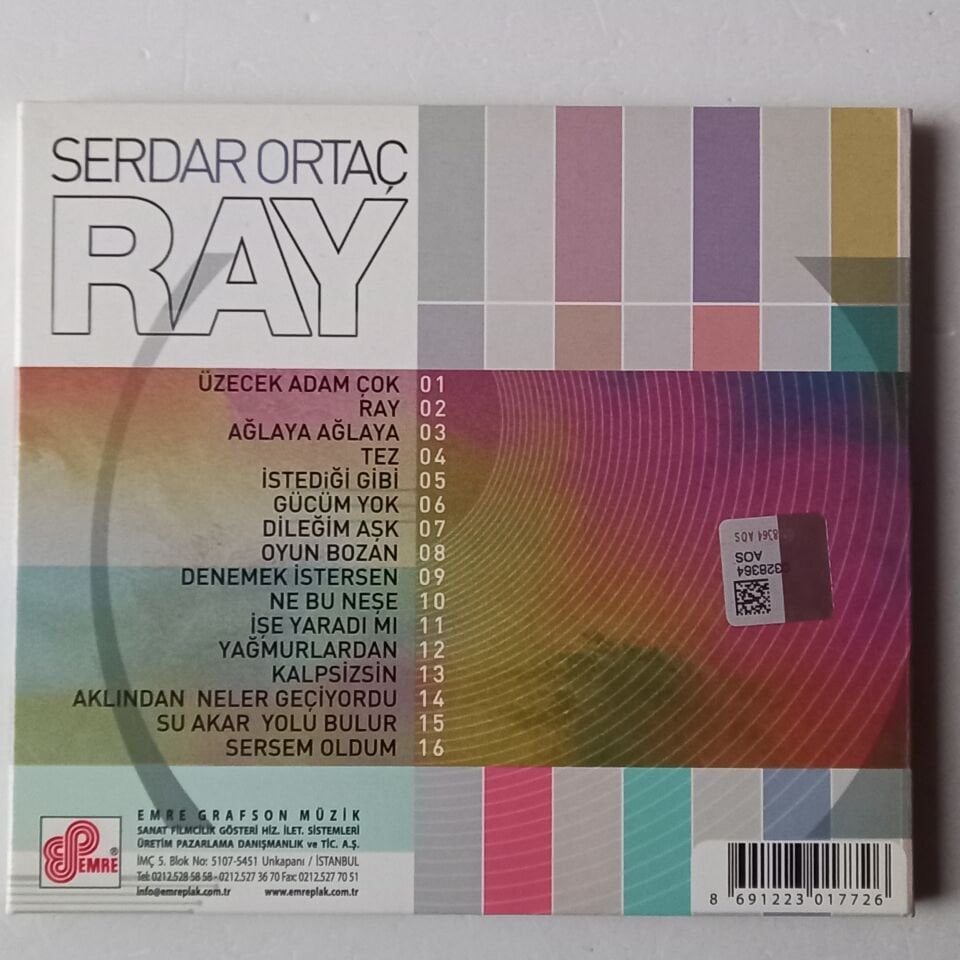 SERDAR ORTAÇ
RAY
ÜZECEK ADAM ÇOK 01
RAY 02
AĞLAYA AĞLAYA 03
TEZ 04
İSTEDiĞİ GİBİ 05
GÜCÜM YOK 06
DİLEĞİM AŞK 07
OYUN BOZAN 08
DENEMEK İSTERSEN 09
NE BU NEŞE 10
İŞE YARADI MI 11
YAĞMURLARDAN 12
KALPSİZSİN 13
AKLINDAN NELER GEÇİYORDU 14
SU AKAR YOLU BULUR 15
SERSEM OLDUM 16
8364 AOS
AOS
0328364
EMRE®
EMRE GRAFSON MÜZİK
SANAT FİLMCİLİK GÖSTERİ HİZ. İLET. SİSTEMLERİ
ÜRETİM PAZARLAMA DANIŞMANLIK ve TİC. A.Ş.
İMÇ 5. Blok No: 5107-5451 Unkapanı / İSTANBUL
Tel: 0212.528 58 58 - 0212.527 36 70 Fax: 0212.527 70 51
info@emreplak.com.tr www.emreplak.com.tr
8 691223 017726